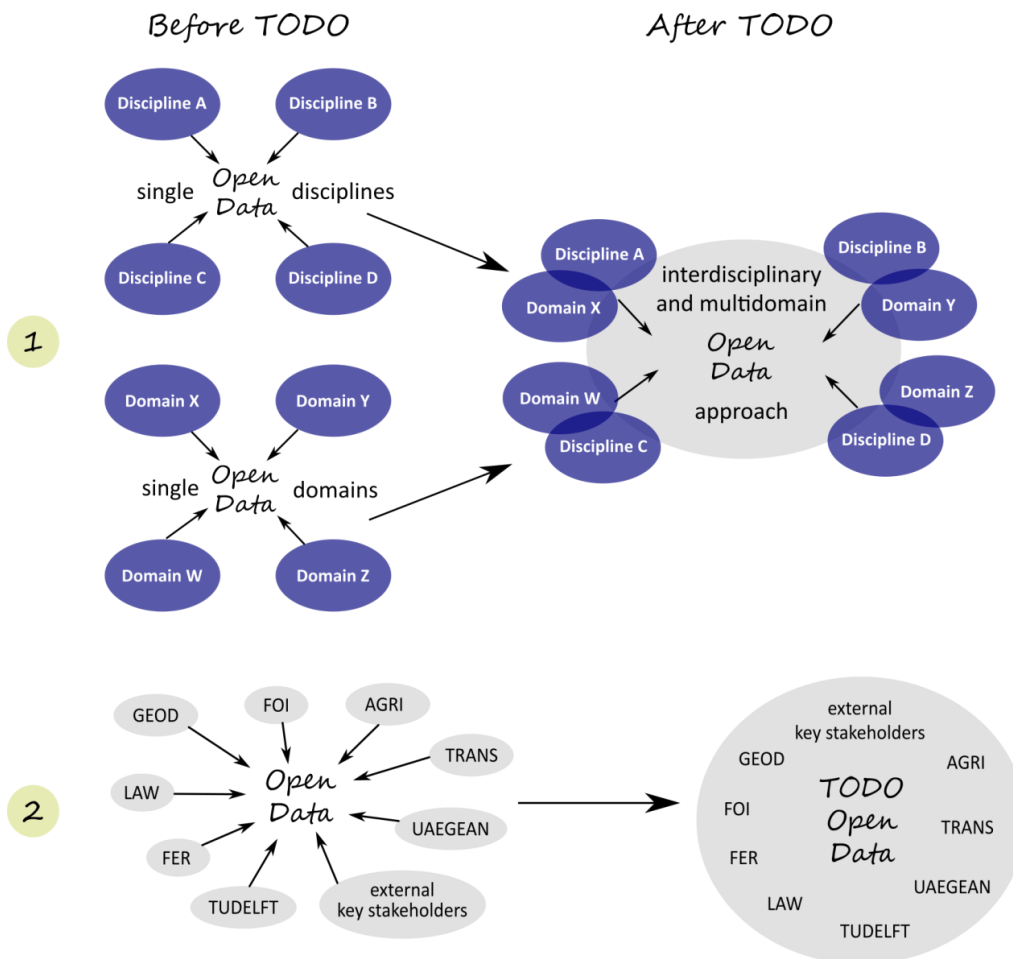 Before TODO
After TODO
Discipline A
Discipline B
single
Open
Data
disciplines
Discipline C
Discipline D
1
Domain X
Domain Y
single
Open
Data
domains
Domain W
Domain Z
Discipline A
Domain X
Discipline B
Domain Y
interdisciplinary
and multidomain
Open
Data
approach
Domain W
Discipline C
Domain Z
Discipline D
2
GEOD
FOI
AGRI
TRANS
LAW
Open
Data
UAEGEAN
FER
TUDELFT
external
key stakeholders
external
key stakeholders
GEOD
AGRI
FOI
TODO
Open
Data
TRANS
FER
UAEGEAN
LAW
TUDELFT